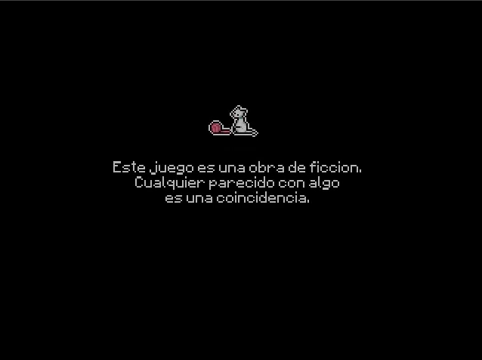 Este juego es una obra de ficcion.
Cualquier parecido con algo
es una coincidencia.